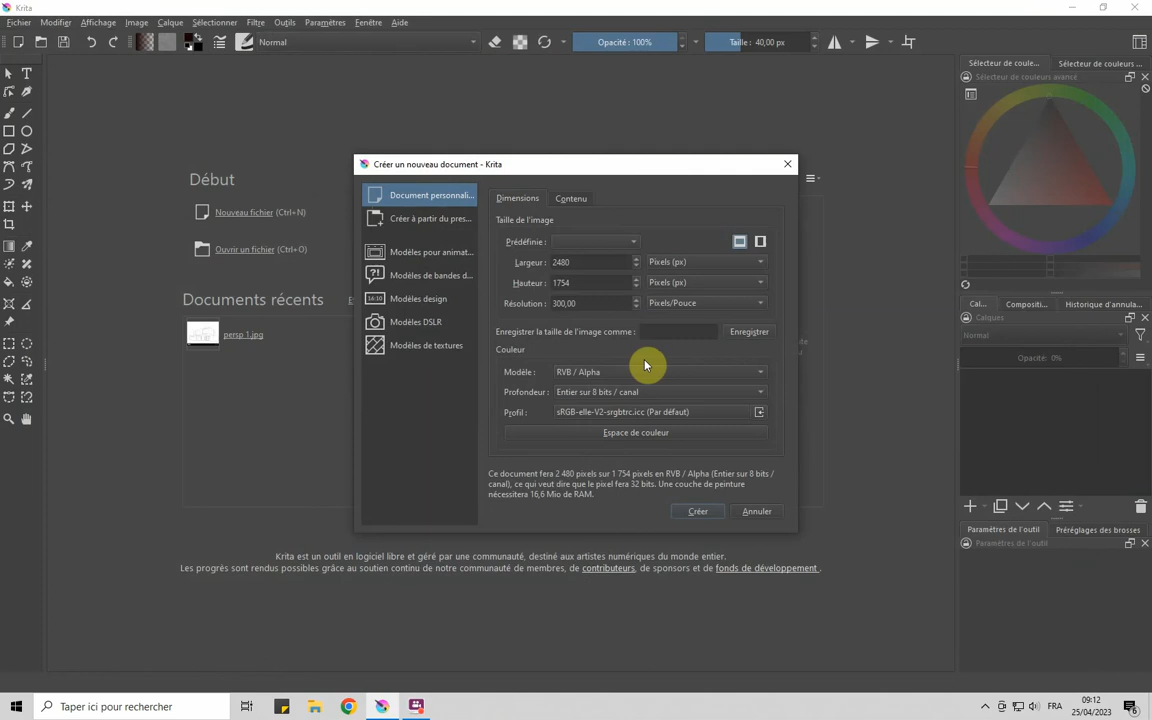 Krita
Fichier Modifier Affichage Image Calque Sélectionner Filtre Outils Paramètres Fenêtre Aide
Normal Opacité : 100% Taille : 40,00 px
Sélecteur de coule... Sélecteur de couleurs ...
Sélecteur de couleurs avancé
Créer un nouveau document - Krita
Début
Nouveau fichier (Ctrl+N)
Ouvrir un fichier (Ctrl+O)
Documents récents
persp 1.jpg
Document personnali...
Créer à partir du pres...
Modèles pour animat...
Modèles de bandes d...
16:10 Modèles design
Modèles DSLR
Modèles de textures
Dimensions Contenu
Taille de l'image
Prédéfinie :
Largeur : 2480 Pixels (px)
Hauteur : 1754 Pixels (px)
Résolution : 300,00 Pixels/Pouce
Enregistrer la taille de l'image comme : Enregistrer
Couleur
Modèle : RVB / Alpha
Profondeur : Entier sur 8 bits / canal
Profil : sRGB-elle-V2-srgbtrc.icc (Par défaut)
Espace de couleur
Ce document fera 2 480 pixels sur 1 754 pixels en RVB / Alpha (Entier sur 8 bits /
canal), ce qui veut dire que le pixel fera 32 bits. Une couche de peinture
nécessitera 16,6 Mio de RAM.
Créer Annuler
Krita est un outil en logiciel libre et géré par une communauté, destiné aux artistes numériques du monde entier.
Les progrès sont rendus possibles grâce au soutien continu de notre communauté de membres, de contributeurs, de sponsors et de fonds de développement .
Cal... Compositi... Historique d'annula...
Calques
Normal
Opacité : 0%
Paramètres de l'outil Préréglages des brosses
Paramètres de l'outil
Taper ici pour rechercher
FRA
09:12
25/04/2023
6